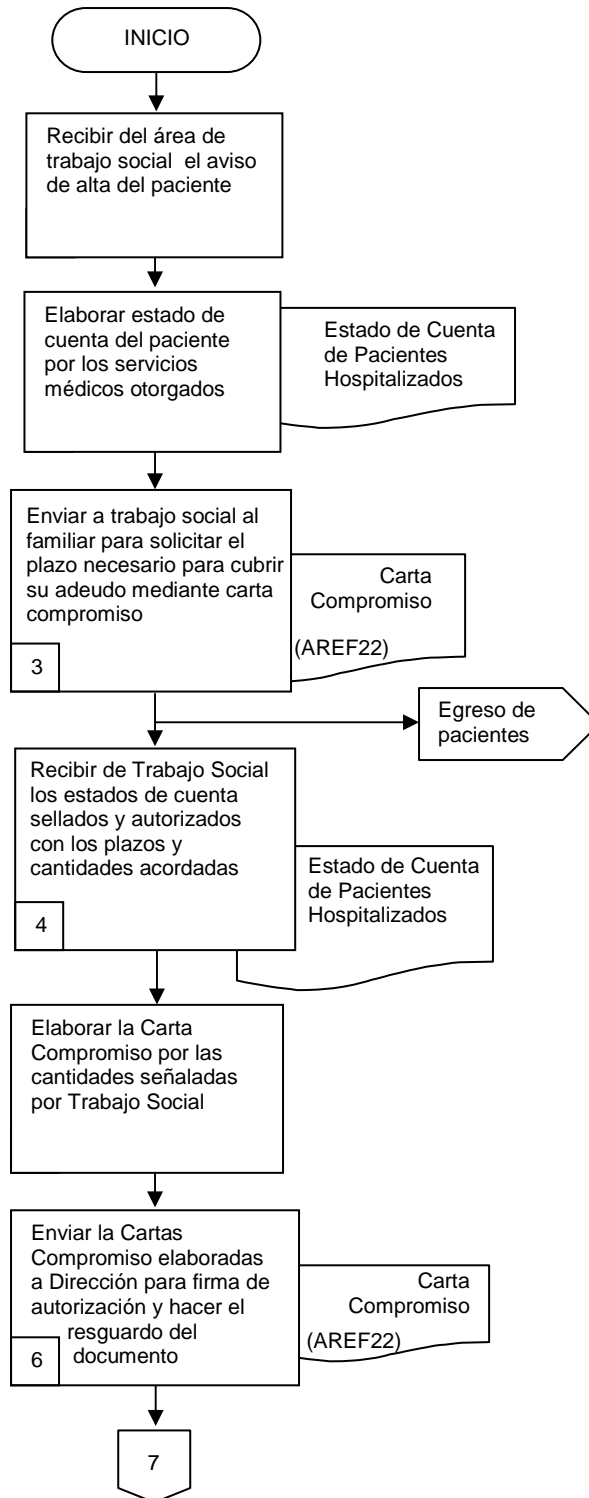 INICIO
Recibir del área de
trabajo social el aviso
de alta del paciente
Elaborar estado de
cuenta del paciente
por los servicios
médicos otorgados
Estado de Cuenta
de Pacientes
Hospitalizados
Enviar a trabajo social al
familiar para solicitar el
plazo necesario para cubrir
su adeudo mediante carta
compromiso
3
Carta
Compromiso
(AREF22)
Egreso de
pacientes
Recibir de Trabajo Social
los estados de cuenta
sellados y autorizados
con los plazos y
cantidades acordadas
4
Estado de Cuenta
de Pacientes
Hospitalizados
Elaborar la Carta
Compromiso por las
cantidades señaladas
por Trabajo Social
Enviar la Cartas
Compromiso elaboradas
a Dirección para firma de
autorización y hacer el
resguardo del
documento
6
Carta
Compromiso
(AREF22)
7